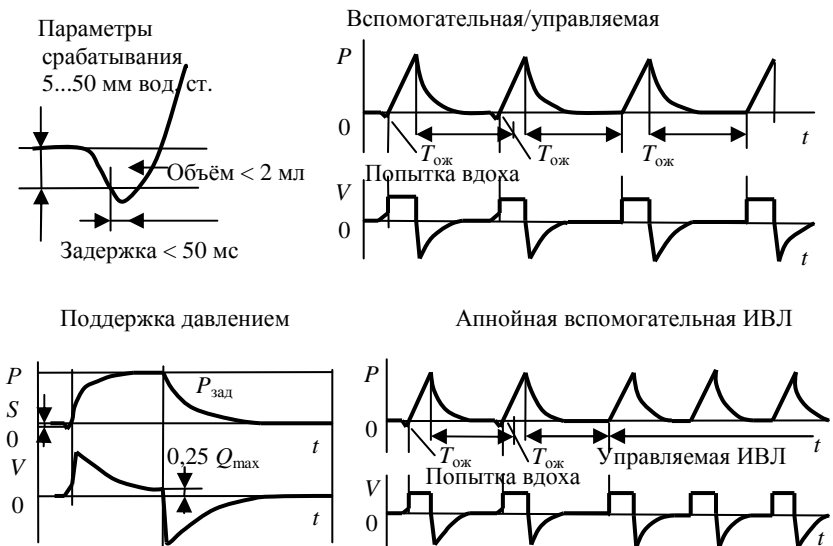 Параметры
срабатывания
5...50 мм вод. ст.
Объём < 2 мл
Задержка < 50 мс
Вспомогательная/управляемая
P
0
t
Tож
Tож
Tож
Попытка вдоха
V
0
t
Поддержка давлением
P
Pзад
S
0
t
V
0,25 Qmax
0
t
Апнойная вспомогательная ИВЛ
P
0
t
Tож
Tож
Управляемая ИВЛ
Попытка вдоха
V
0
t